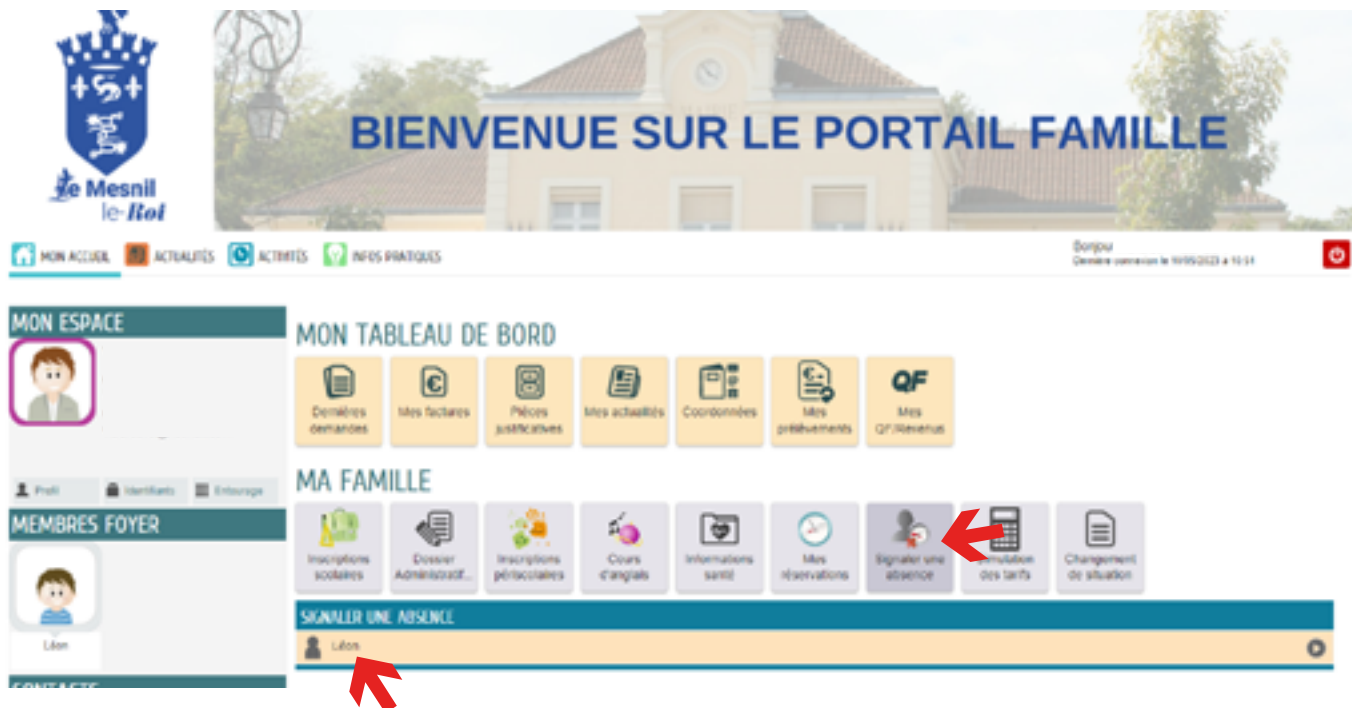 le Mesnil
le-Roi
BIENVENUE SUR LE PORTAIL FAMILLE
MON ACCUEIL
ACTUALITÉS
ACTIVITÉS
INFOS PRATIQUES
Bonjour
Dernière connexion le
MON ESPACE
Profil
Identifiants
Entourage
MEMBRES FOYER
Léon
MON TABLEAU DE BORD
Dernières
demandes
Mes factures
Pièces
justificatives
Mes actualités
Coordonnées
Mes
prélèvements
QF
Mes
QF/Revenus
MA FAMILLE
Inscriptions
scolaires
Dossier
Administratif...
Inscriptions
périscolaires
Cours
d'anglais
Informations
santé
Mes
réservations
Signaler une
absence
Simulation
des tarifs
Changement
de situation
SIGNALER UNE ABSENCE
Léon